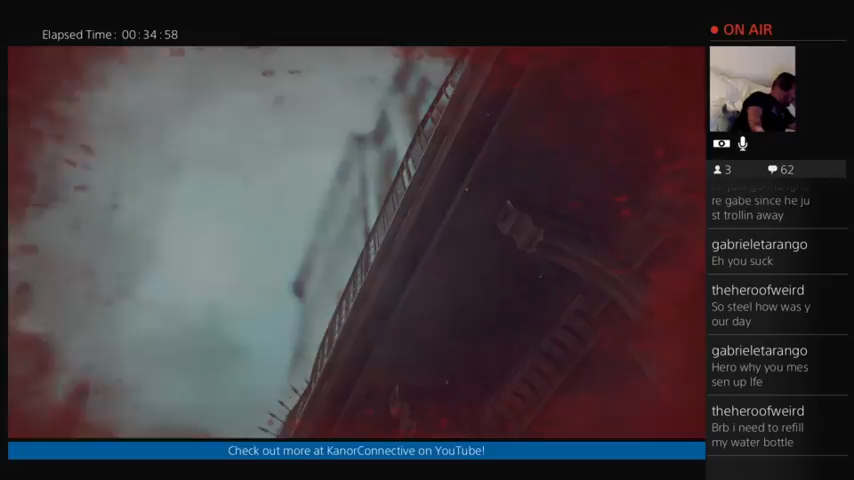 Elapsed Time: 00:34:58
ON AIR
3
62
re gabe since he ju
st trollin away
gabrieletarango
Eh you suck
theheroofweird
So steel how was y
our day
gabrieletarango
Hero why you mes
sen up lfe
theheroofweird
Brb i need to refill
my water bottle
Check out more at KanorConnective on YouTube!